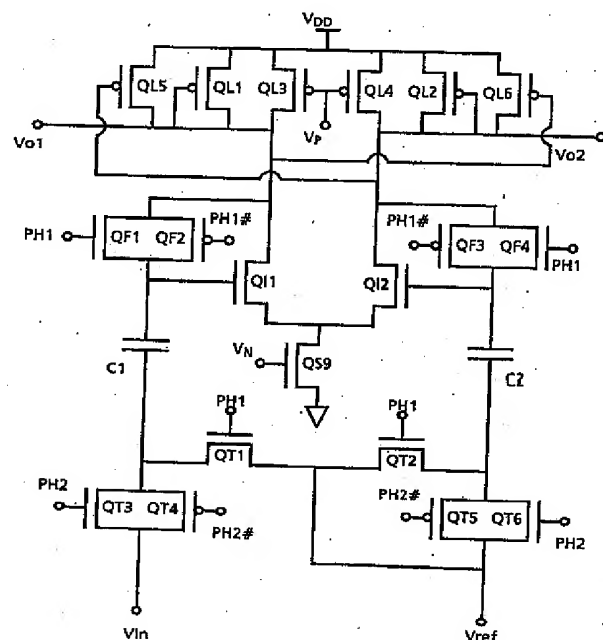 VDD
QL5 QL1 QL3 QL4 QL2 QL6
Vo1 VP Vo2
PH1# PH1#
PH1 QF1 QF2 QF3 QF4 PH1
QI1 QI2
VN QS9
C1 C2
PH1 PH1
QT1 QT2
PH2 PH2#
QT3 QT4 QT5 QT6
PH2# PH2
Vin Vref